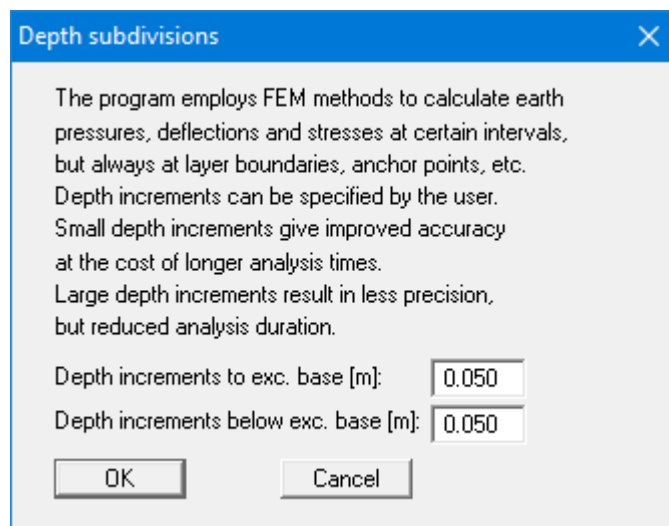 Depth subdivisions
The program employs FEM methods to calculate earth
pressures, deflections and stresses at certain intervals,
but always at layer boundaries, anchor points, etc.
Depth increments can be specified by the user.
Small depth increments give improved accuracy
at the cost of longer analysis times.
Large depth increments result in less precision,
but reduced analysis duration.
Depth increments to exc. base [m]: 0.050
Depth increments below exc. base [m]: 0.050
OK Cancel